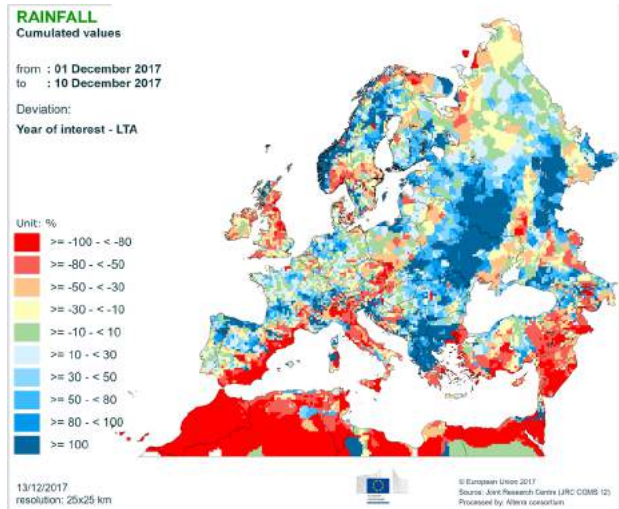 RAINFALL
Cumulated values
from : 01 December 2017
to : 10 December 2017
Deviation:
Year of interest - LTA
Unit: %
>= -100 - < -80
>= -80 - < -50
>= -50 - < -30
>= -30 - < -10
>= -10 - < 10
>= 10 - < 30
>= 30 - < 50
>= 50 - < 80
>= 80 - < 100
>= 100
13/12/2017
resolution: 25x25 km
© European Union 2017
Source: Joint Research Centre (JRC CGMS 12)
Processed by: Alterra consortium